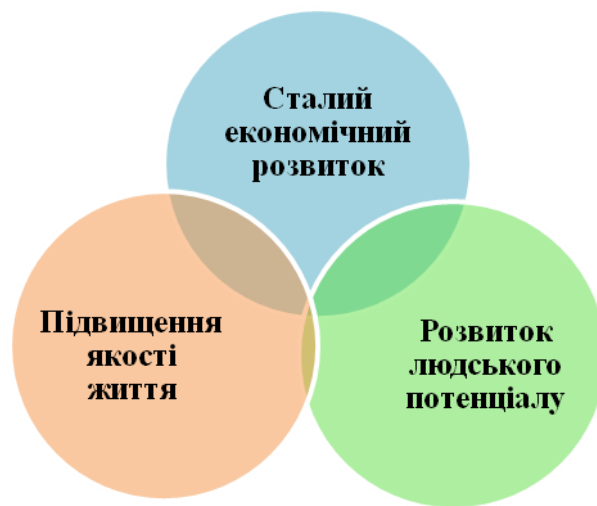 Сталий
економічний
розвиток
Підвищення
якості
життя
Розвиток
людського
потенціалу